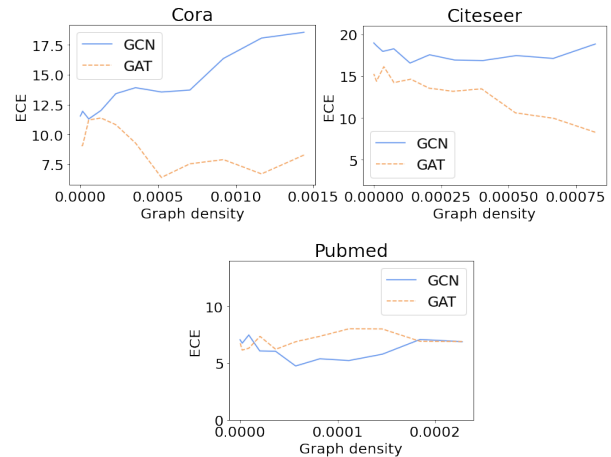 Cora
GCN
GAT
17.5
15.0
12.5
10.0
7.5
ECE
0.0000
0.0005
0.0010
0.0015
Graph density
Citeseer
20
15
10
5
ECE
GCN
GAT
0.00000
0.00025
0.00050
0.00075
Graph density
Pubmed
GCN
GAT
10
5
0
ECE
0.0000
0.0001
0.0002
Graph density